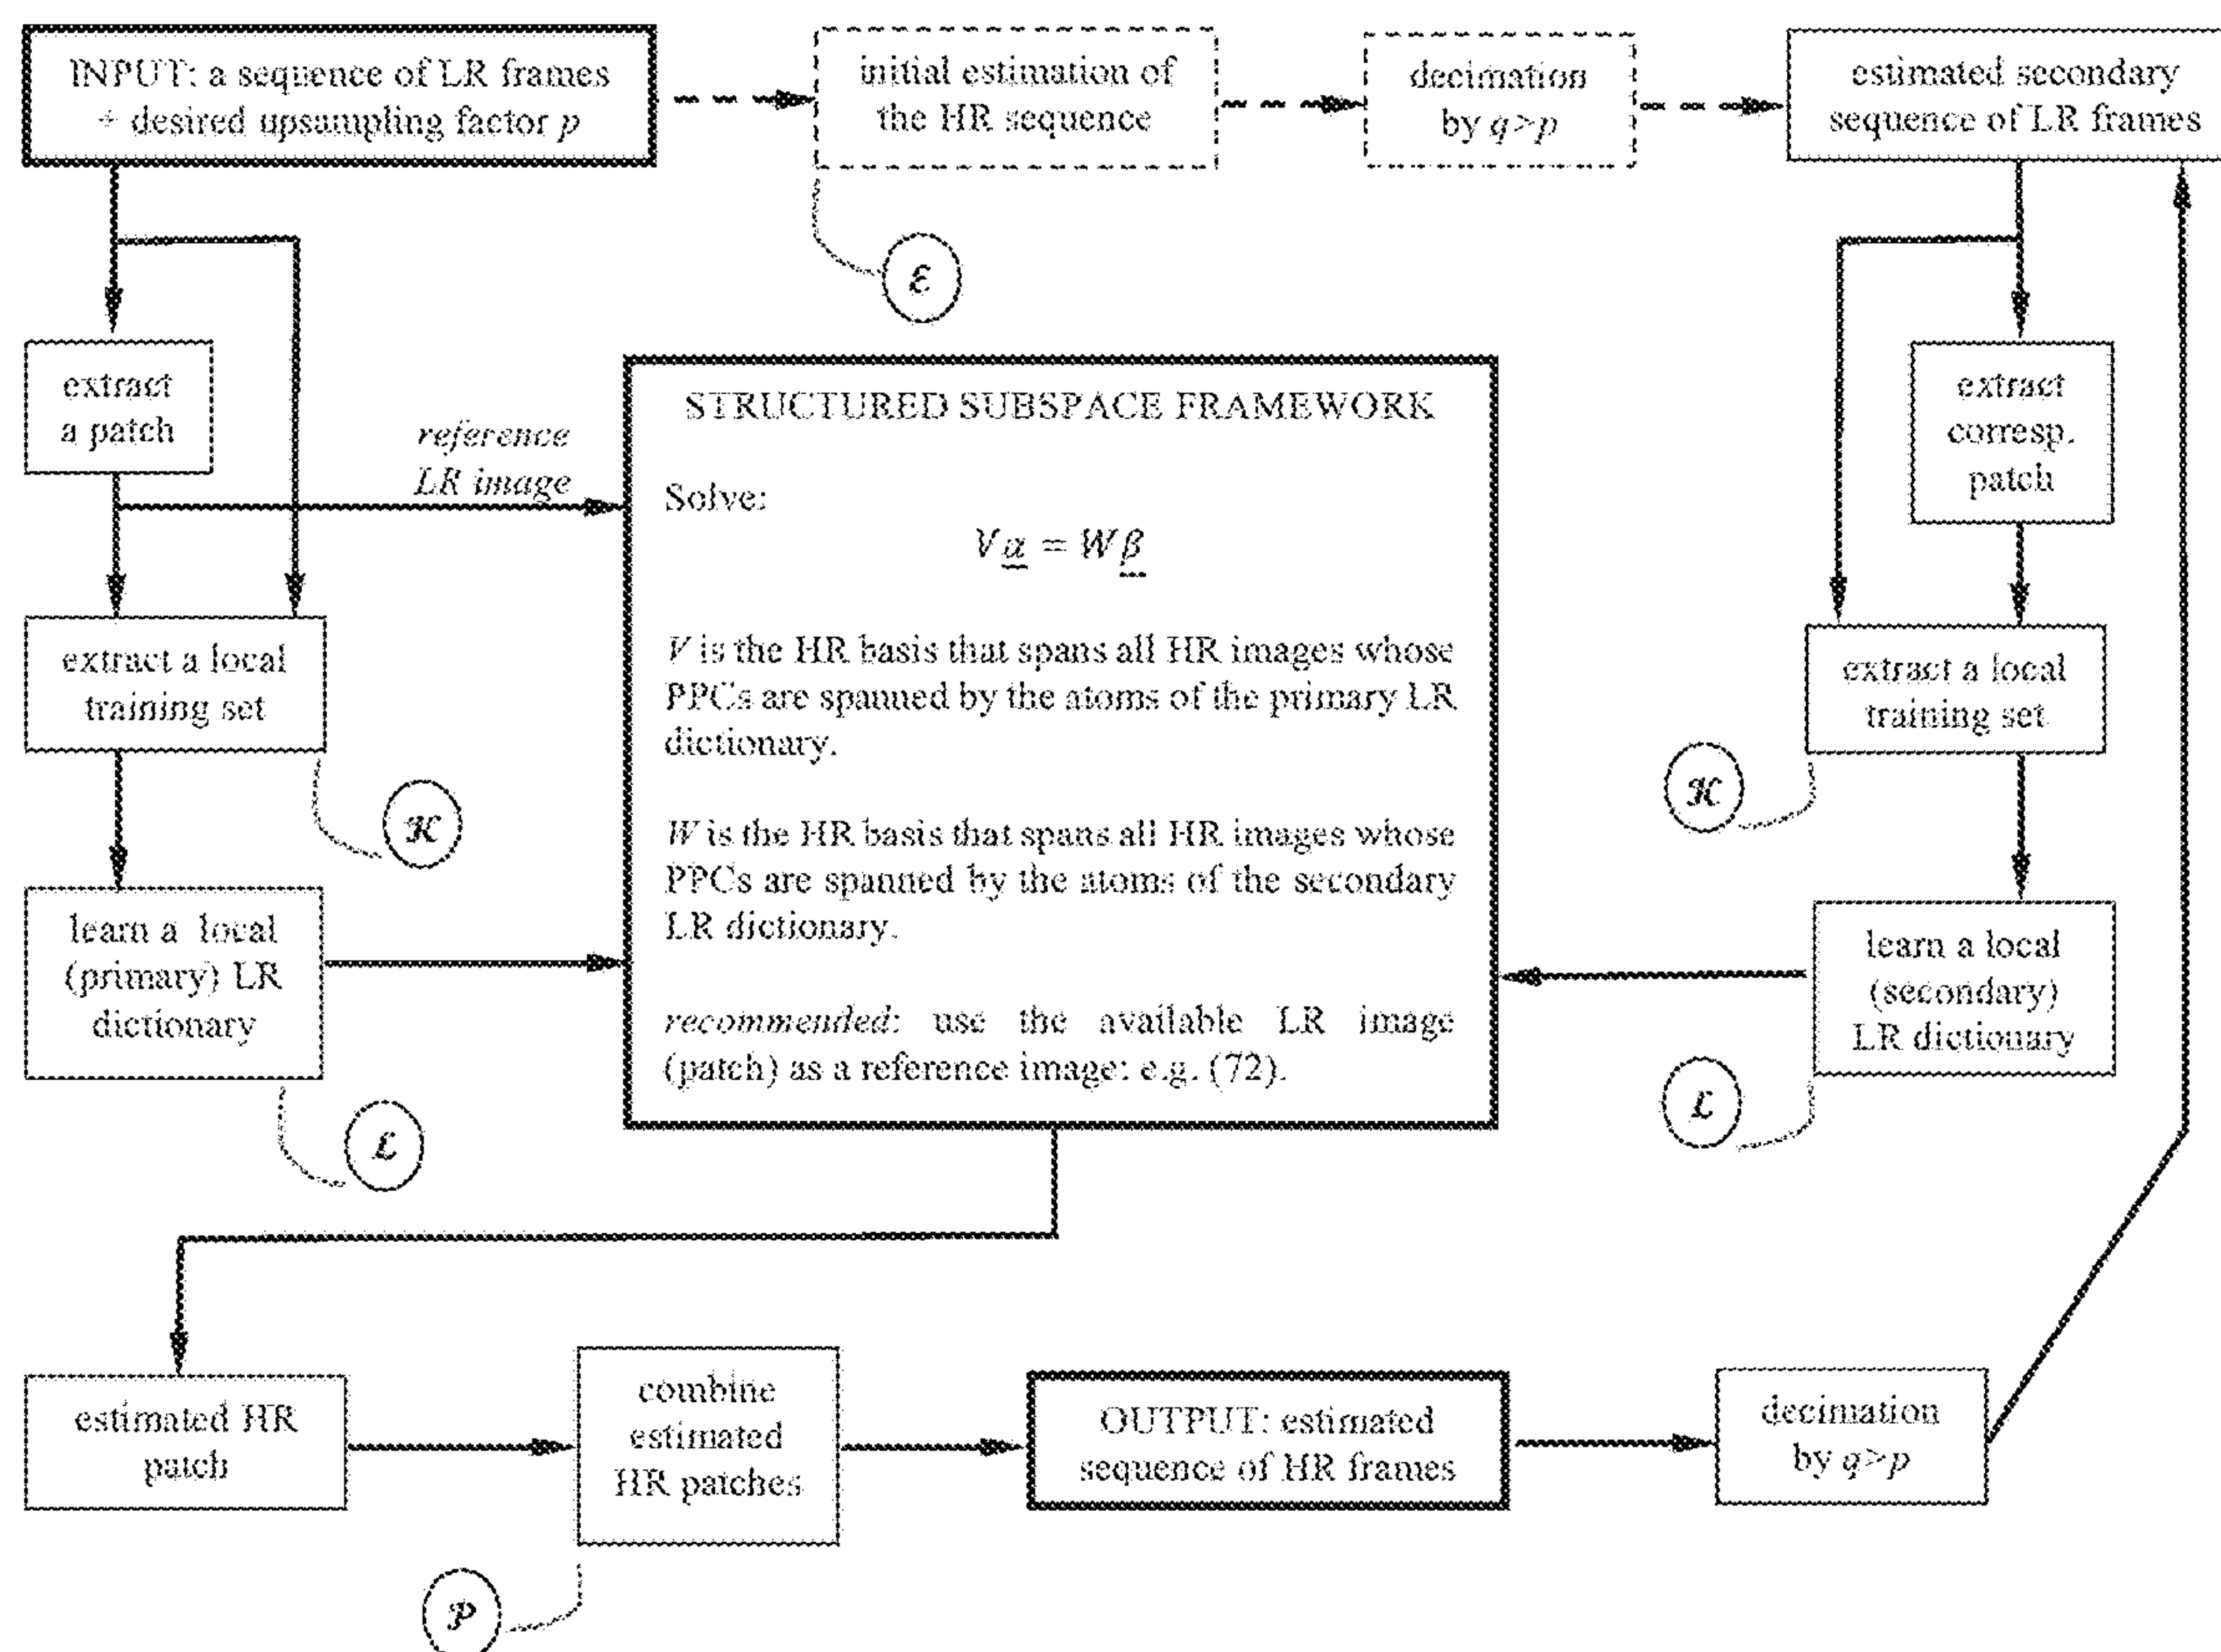 INPUT: a sequence of LR frames
+ desired upsampling factor p
initial estimation of
the HR sequence
decimation
by q>p
estimated secondary
sequence of LR frames
ℰ
extract
a patch
reference
LR image
STRUCTURED SUBSPACE FRAMEWORK
Solve:
Vα = Wβ
V is the HR basis that spans all HR images whose
PPCs are spanned by the atoms of the primary LR
dictionary.
W is the HR basis that spans all HR images whose
PPCs are spanned by the atoms of the secondary
LR dictionary.
recommended: use the available LR image
(patch) as a reference image: e.g. (72).
extract
corresp.
patch
extract a local
training set
𝒦
extract a local
training set
𝒦
learn a local
(primary) LR
dictionary
ℒ
learn a local
(secondary)
LR dictionary
ℒ
estimated HR
patch
combine
estimated
HR patches
𝒫
OUTPUT: estimated
sequence of HR frames
decimation
by q>p